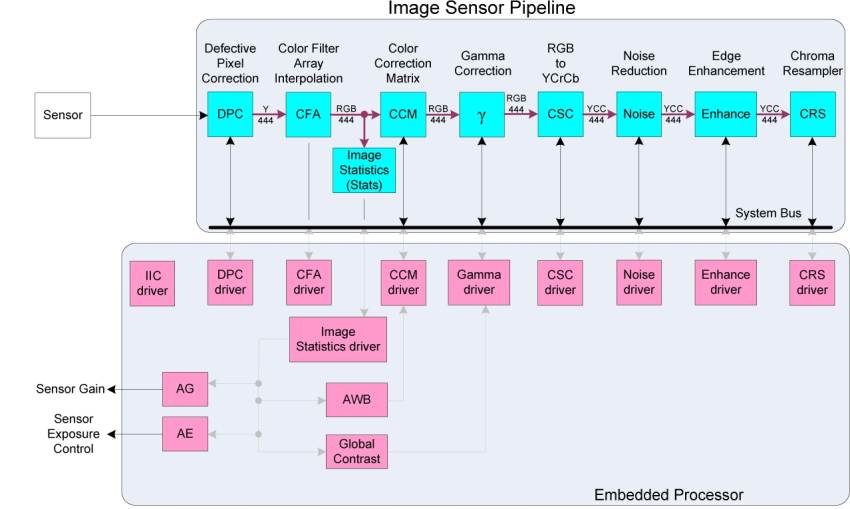 Image Sensor Pipeline
Defective
Pixel
Correction
Color Filter
Array
Interpolation
Color
Correction
Matrix
Gamma
Correction
RGB
to
YCrCb
Noise
Reduction
Edge
Enhancement
Chroma
Resampler
Sensor
DPC
Y
444
CFA
RGB
444
CCM
RGB
444
γ
RGB
444
CSC
YCC
444
Noise
YCC
444
Enhance
YCC
444
CRS
Image
Statistics
(Stats)
System Bus
IIC
driver
DPC
driver
CFA
driver
CCM
driver
Gamma
driver
CSC
driver
Noise
driver
Enhance
driver
CRS
driver
Image
Statistics driver
Sensor Gain
AG
AWB
Sensor
Exposure
Control
AE
Global
Contrast
Embedded Processor